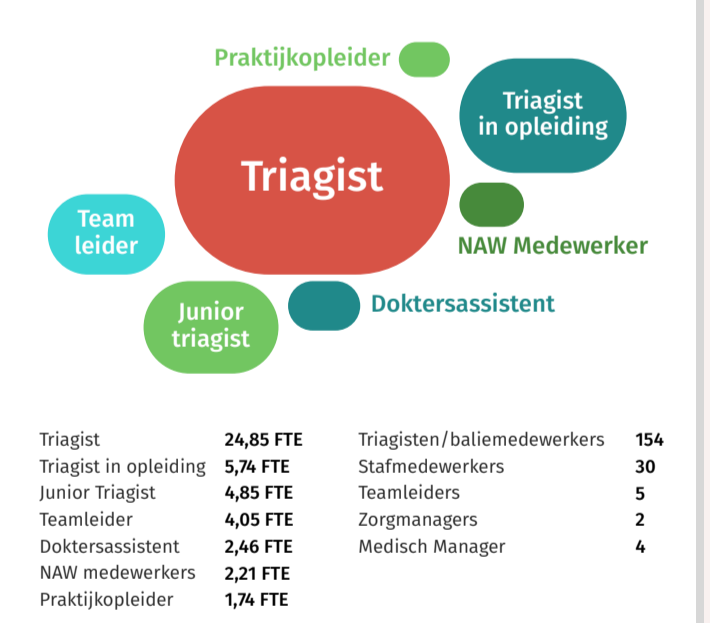 Praktijkopleider
Triagist
in opleiding
Triagist
Team
leider
NAW Medewerker
Junior
triagist
Doktersassistent
Triagist 24,85 FTE
Triagist in opleiding 5,74 FTE
Junior Triagist 4,85 FTE
Teamleider 4,05 FTE
Doktersassistent 2,46 FTE
NAW medewerkers 2,21 FTE
Praktijkopleider 1,74 FTE
Triagisten/baliemedewerkers 154
Stafmedewerkers 30
Teamleiders 5
Zorgmanagers 2
Medisch Manager 4